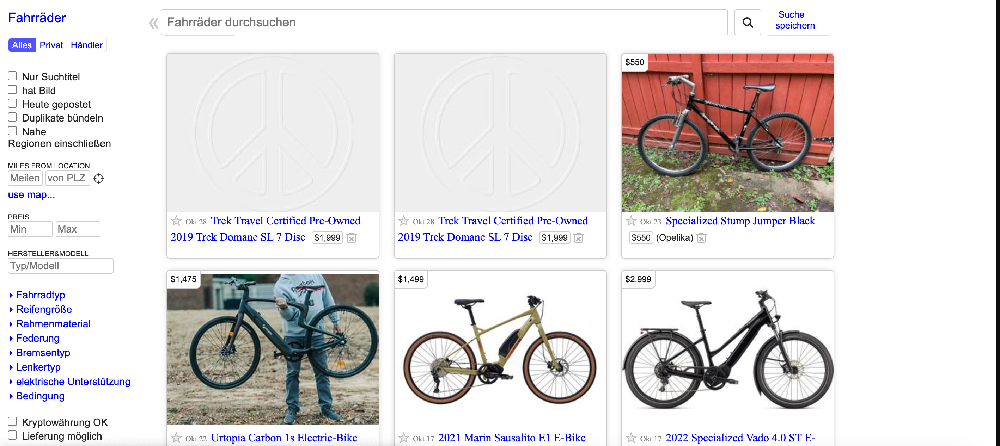 Fahrräder
Fahrräder durchsuchen
Suche
speichern
Alles Privat Händler
Nur Suchtitel
hat Bild
Heute gepostet
Duplikate bündeln
Nahe
Regionen einschließen
MILES FROM LOCATION
Meilen von PLZ
use map...
PREIS
Min Max
HERSTELLER&MODELL
Typ/Modell
Fahrradtyp
Reifengröße
Rahmenmaterial
Federung
Bremsentyp
Lenkertyp
elektrische Unterstützung
Bedingung
Kryptowährung OK
Lieferung möglich
Okt 28 Trek Travel Certified Pre-Owned
2019 Trek Domane SL 7 Disc $1,999
Okt 28 Trek Travel Certified Pre-Owned
2019 Trek Domane SL 7 Disc $1,999
$550
SPECIALIZED
Okt 23 Specialized Stump Jumper Black
$550 (Opelika)
$1,475
Reebok
Okt 22 Urtopia Carbon 1s Electric-Bike
$1,499
Okt 17 2021 Marin Sausalito E1 E-Bike
$2,999
Okt 17 2022 Specialized Vado 4.0 ST E-